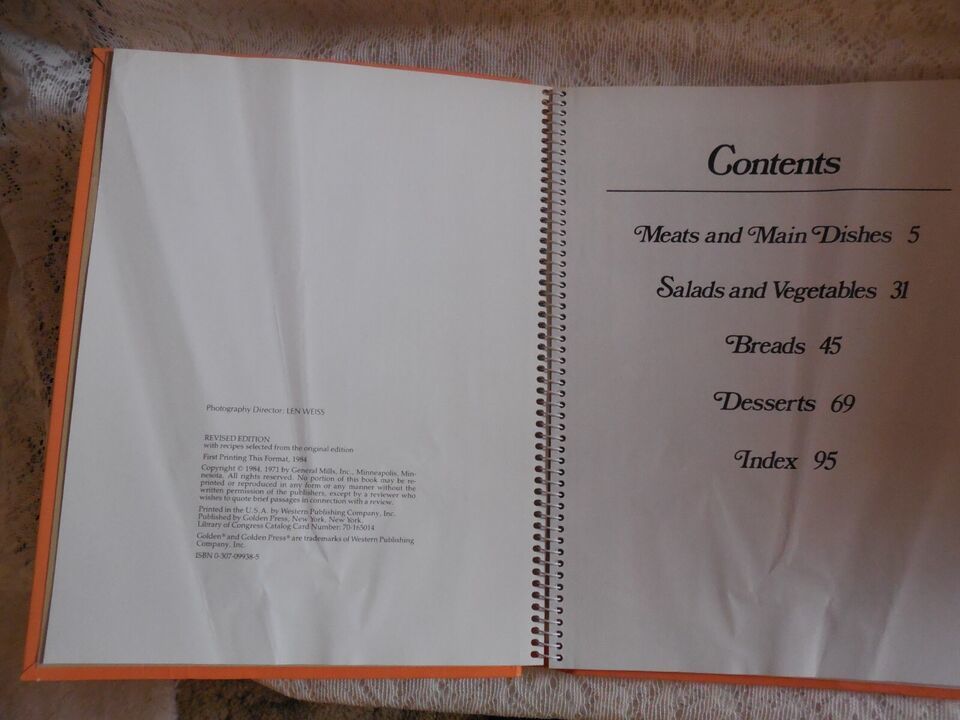 Photography Director: LEN WEISS
REVISED EDITION
with recipes selected from the original edition
First Printing This Format, 1984
Copyright © 1984, 1971 by General Mills, Inc., Minneapolis, Min-
nesota. All rights reserved. No portion of this book may be re-
printed or reproduced in any form or any manner without the
written permission of the publishers, except by a reviewer who
wishes to quote brief passages in connection with a review.
Printed in the U.S.A. by Western Publishing Company, Inc.
Published by Golden Press, New York, New York.
Library of Congress Catalog Card Number: 70-165014
Golden® and Golden Press® are trademarks of Western Publishing
Company, Inc.
ISBN 0-307-09938-5
Contents
Meats and Main Dishes 5
Salads and Vegetables 31
Breads 45
Desserts 69
Index 95